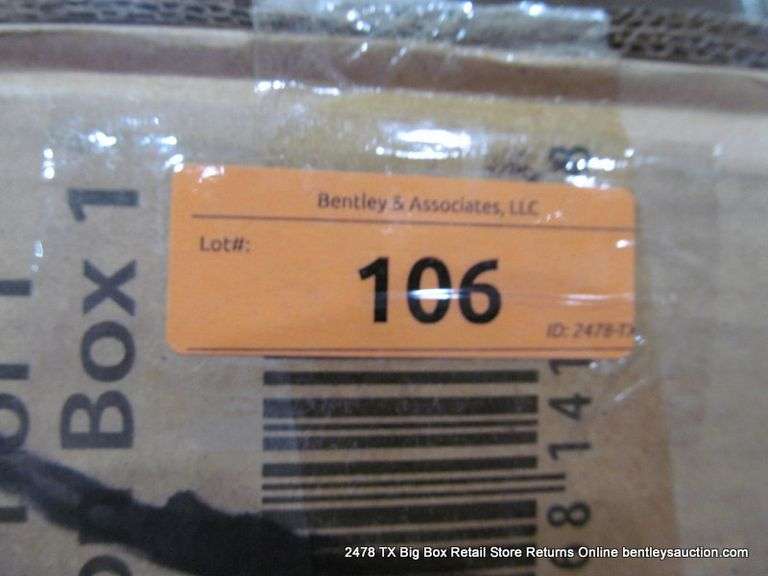 Bentley & Associates, LLC
Lot#:
106
ID: 2478-TX
Box 1
2478 TX Big Box Retail Store Returns Online bentleysauction.com